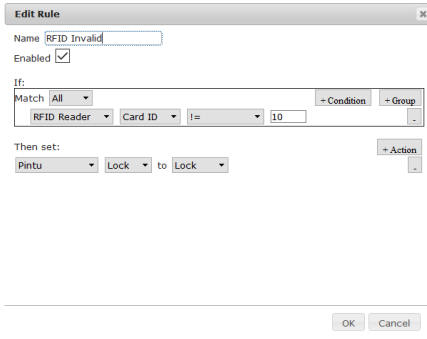 Edit Rule
Name RFID Invalid
Enabled
If:
Match All + Condition + Group
RFID Reader Card ID != 10 -
Then set: + Action
Pintu Lock to Lock -
OK Cancel